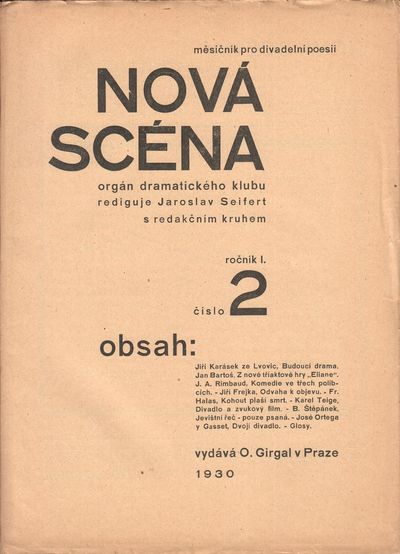 měsíčník pro divadelní poesii
NOVÁ
SCÉNA
orgán dramatického klubu
rediguje Jaroslav Seifert
s redakčním kruhem
ročník I.
číslo 2
obsah:
Jiří Karásek ze Lvovic, Budoucí drama.
Jan Bartoš. Z nové tříaktové hry „Eliane“.
J. A. Rimbaud. Komedie ve třech polib-
cích. - Jiří Frejka, Odvaha k objevu. - Fr.
Halas, Kohout plaší smrt. - Karel Teige,
Divadlo a zvukový film. - B. Štěpánek,
Jevištní řeč - pouze psaná. - José Ortega
y Gasset, Dvojí divadlo. - Glosy.
vydává O. Girgal v Praze
1930